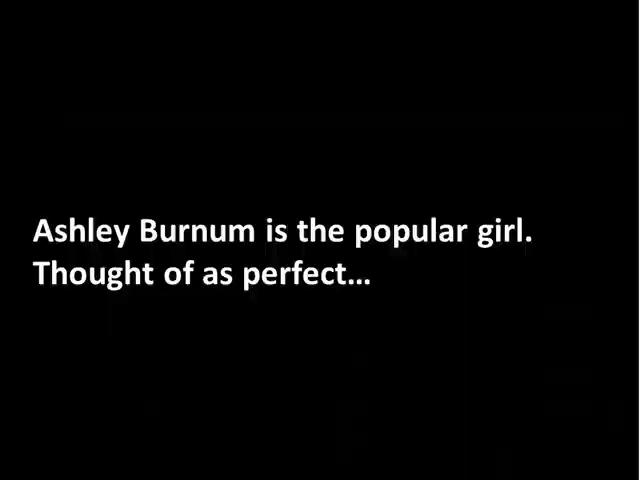 Ashley Burnum is the popular girl.
Thought of as perfect…